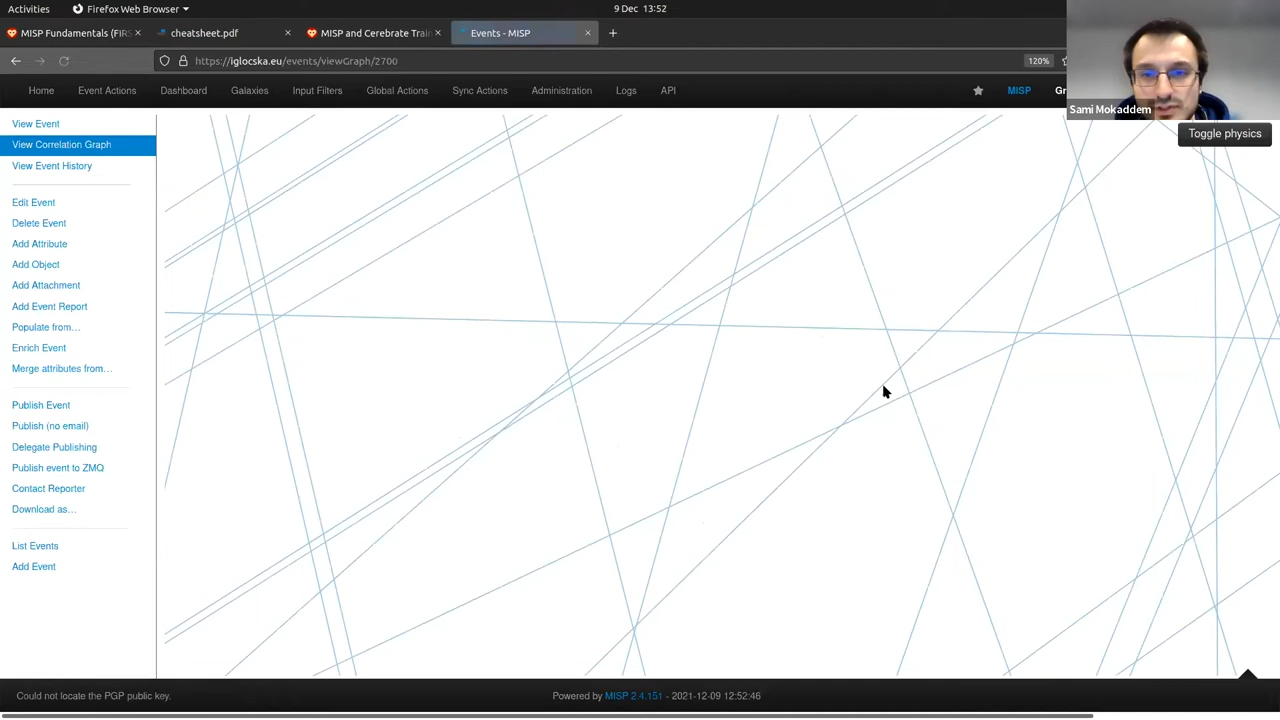 Activities
Firefox Web Browser
9 Dec 13:52
MISP Fundamentals (FIRS
cheatsheet.pdf
MISP and Cerebrate Train
Events - MISP
https://iglocska.eu/events/viewGraph/2700
120%
Home
Event Actions
Dashboard
Galaxies
Input Filters
Global Actions
Sync Actions
Administration
Logs
API
MISP
Gr
Sami Mokaddem
Toggle physics
View Event
View Correlation Graph
View Event History
Edit Event
Delete Event
Add Attribute
Add Object
Add Attachment
Add Event Report
Populate from...
Enrich Event
Merge attributes from...
Publish Event
Publish (no email)
Delegate Publishing
Publish event to ZMQ
Contact Reporter
Download as...
List Events
Add Event
Could not locate the PGP public key.
Powered by MISP 2.4.151 - 2021-12-09 12:52:46